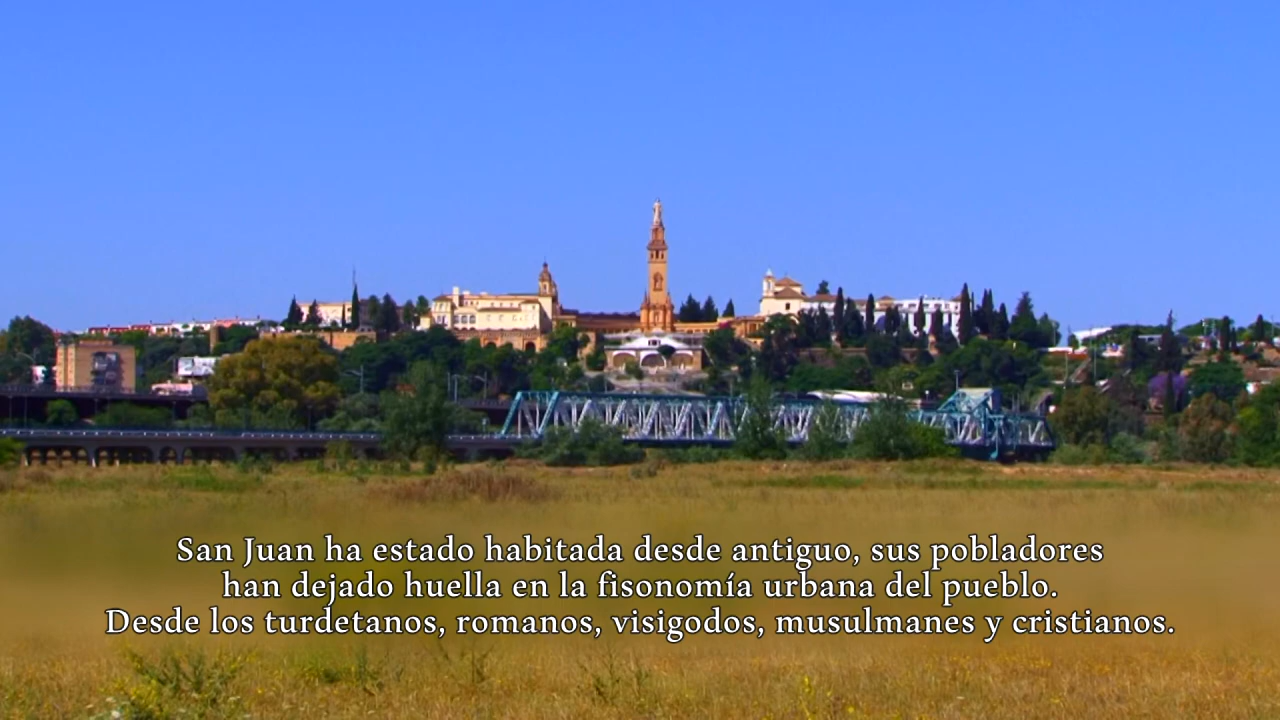 San Juan ha estado habitada desde antiguo, sus pobladores
han dejado huella en la fisonomía urbana del pueblo.
Desde los turdetanos, romanos, visigodos, musulmanes y cristianos.